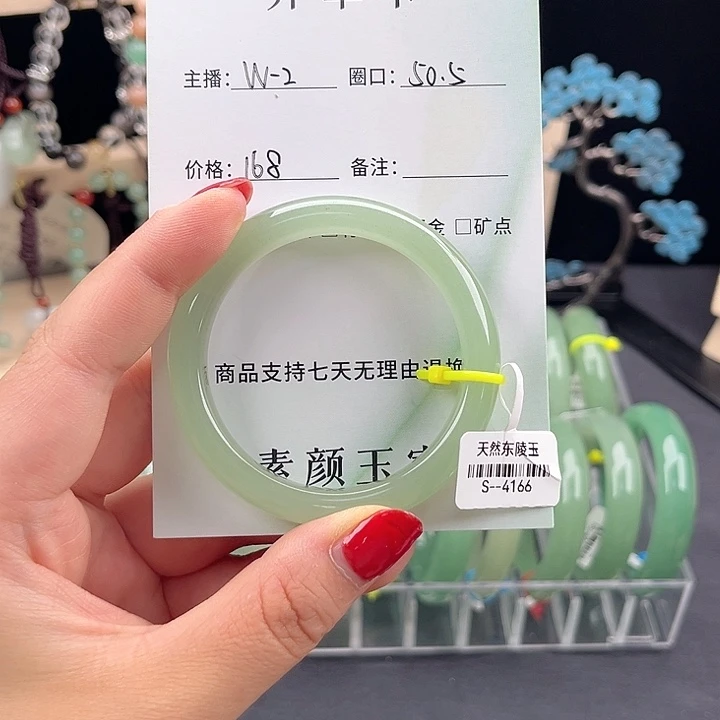 主播：W-2 圈口：50.5
价格：168 备注：
金 □矿点
商品支持七天无理由退换
素颜玉
天然东陵玉
S--4166